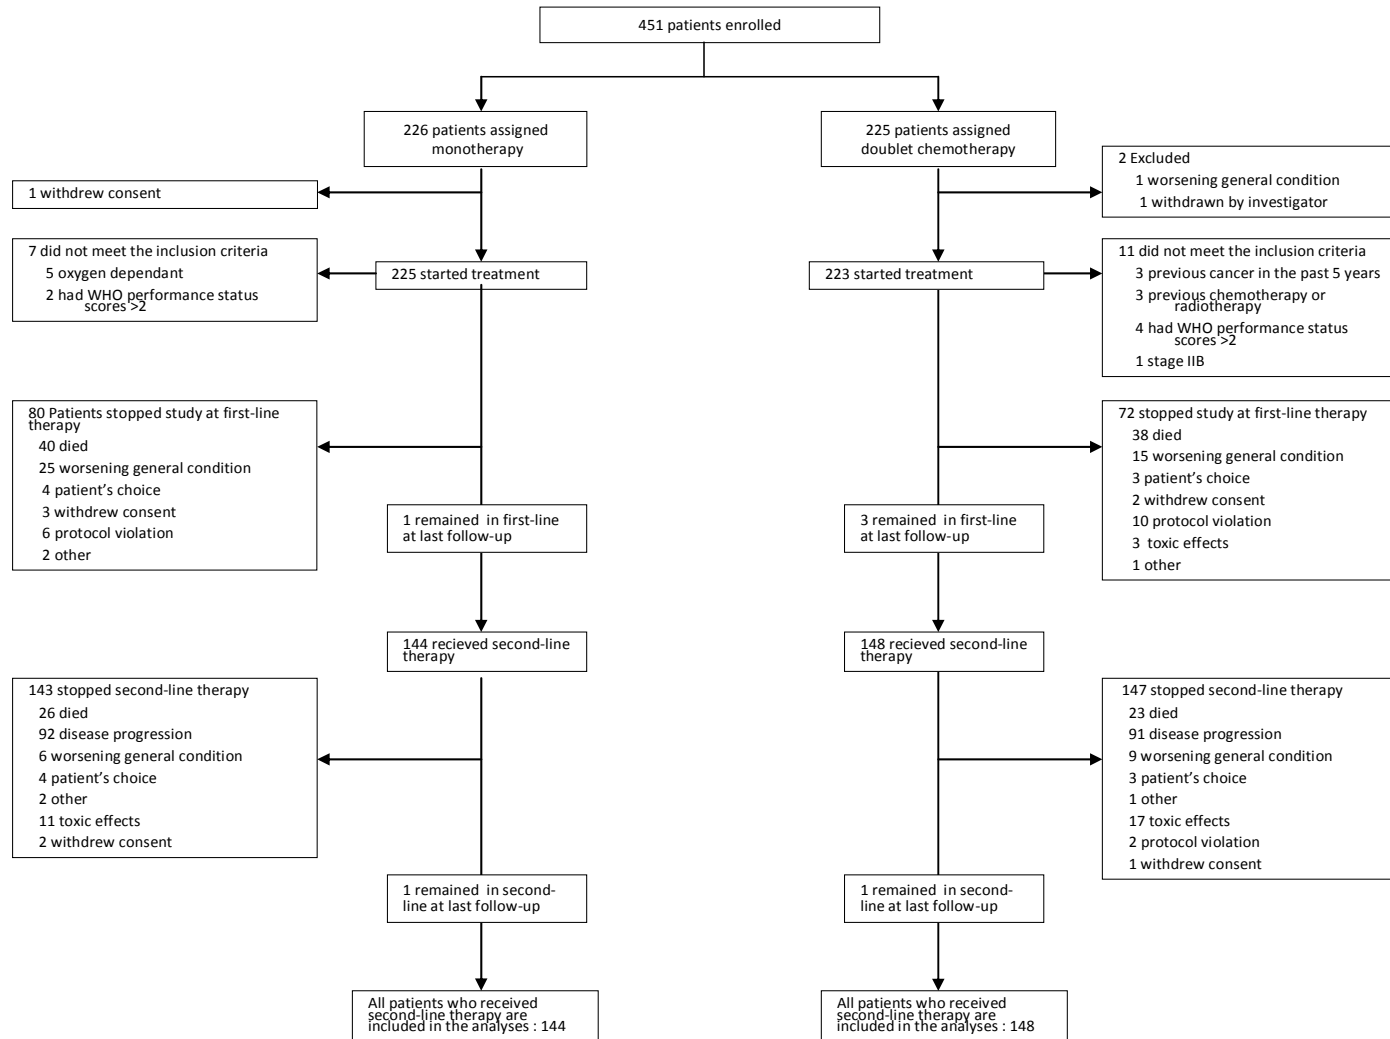 451 patients enrolled
226 patients assigned
monotherapy
225 patients assigned
doublet chemotherapy
1 withdrew consent
2 Excluded
1 worsening general condition
1 withdrawn by investigator
7 did not meet the inclusion criteria
5 oxygen dependant
2 had WHO performance status
scores >2
225 started treatment
223 started treatment
11 did not meet the inclusion criteria
3 previous cancer in the past 5 years
3 previous chemotherapy or
radiotherapy
4 had WHO performance status
scores >2
1 stage IIB
80 Patients stopped study at first-line
therapy
40 died
25 worsening general condition
4 patient’s choice
3 withdrew consent
6 protocol violation
2 other
72 stopped study at first-line therapy
38 died
15 worsening general condition
3 patient’s choice
2 withdrew consent
10 protocol violation
3 toxic effects
1 other
1 remained in first-line
at last follow-up
3 remained in first-line
at last follow-up
144 recieved second-line
therapy
148 recieved second-line
therapy
143 stopped second-line therapy
26 died
92 disease progression
6 worsening general condition
4 patient’s choice
2 other
11 toxic effects
2 withdrew consent
147 stopped second-line therapy
23 died
91 disease progression
9 worsening general condition
3 patient’s choice
1 other
17 toxic effects
2 protocol violation
1 withdrew consent
1 remained in second-
line at last follow-up
1 remained in second-
line at last follow-up
All patients who received
second-line therapy are
included in the analyses : 144
All patients who received
second-line therapy are
included in the analyses : 148